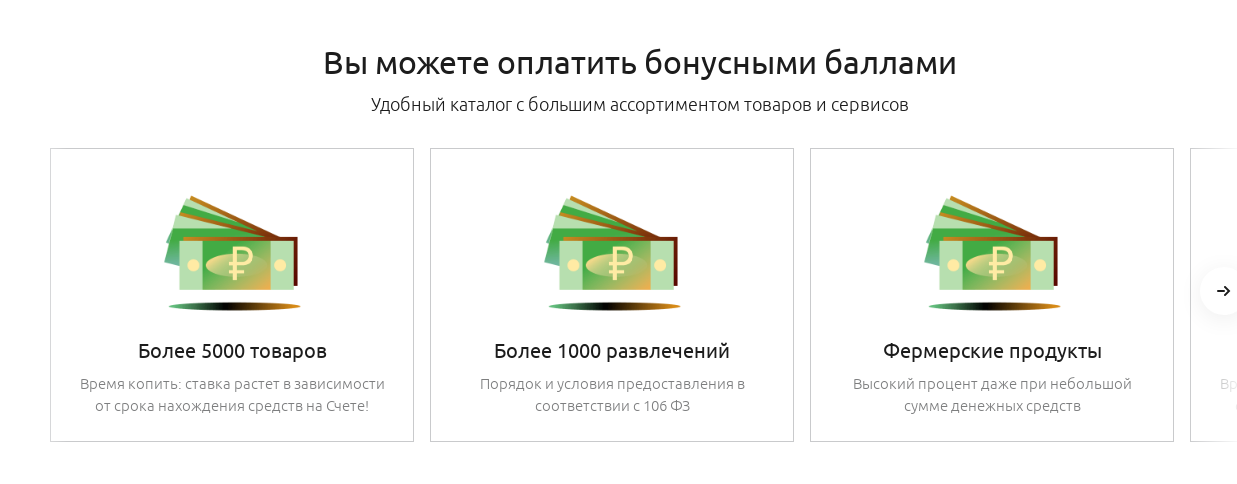 Вы можете оплатить бонусными баллами
Удобный каталог с большим ассортиментом товаров и сервисов
Более 5000 товаров
Время копить: ставка растет в зависимости
от срока нахождения средств на Счете!
Более 1000 развлечений
Порядок и условия предоставления в
соответствии с 106 ФЗ
Фермерские продукты
Высокий процент даже при небольшой
сумме денежных средств